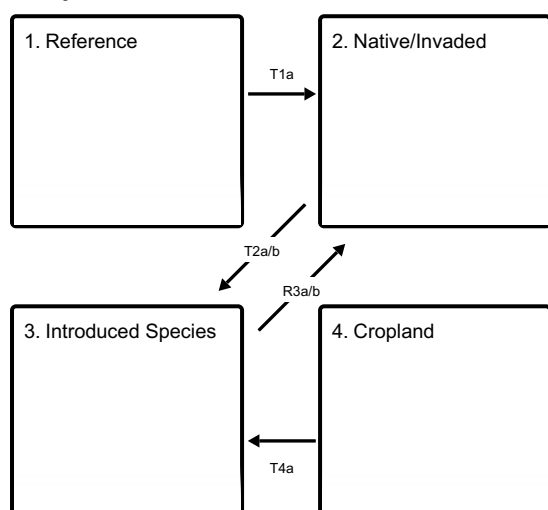 1. Reference
2. Native/Invaded
T1a
T2a/b
R3a/b
3. Introduced Species
4. Cropland
T4a